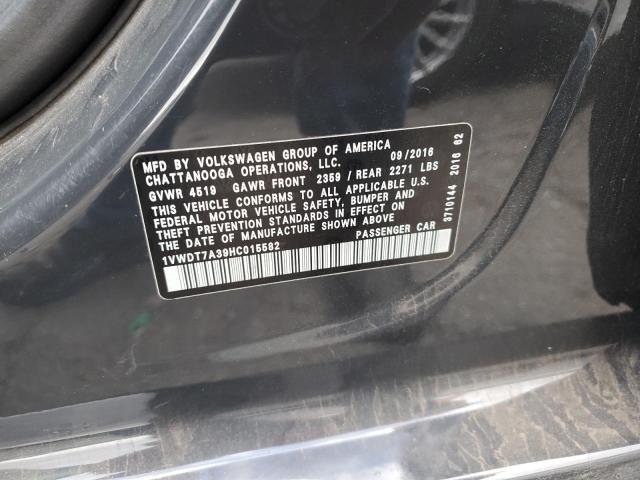 MFD BY VOLKSWAGEN GROUP OF AMERICA
CHATTANOOGA OPERATIONS, LLC. 09/2016
GVWR 4519 GAWR FRONT 2359 / REAR 2271 LBS
THIS VEHICLE CONFORMS TO ALL APPLICABLE U.S.
FEDERAL MOTOR VEHICLE SAFETY, BUMPER AND
THEFT PREVENTION STANDARDS IN EFFECT ON
THE DATE OF MANUFACTURE SHOWN ABOVE
1VWDT7A39HC015582 PASSENGER CAR
3710144 2016 62